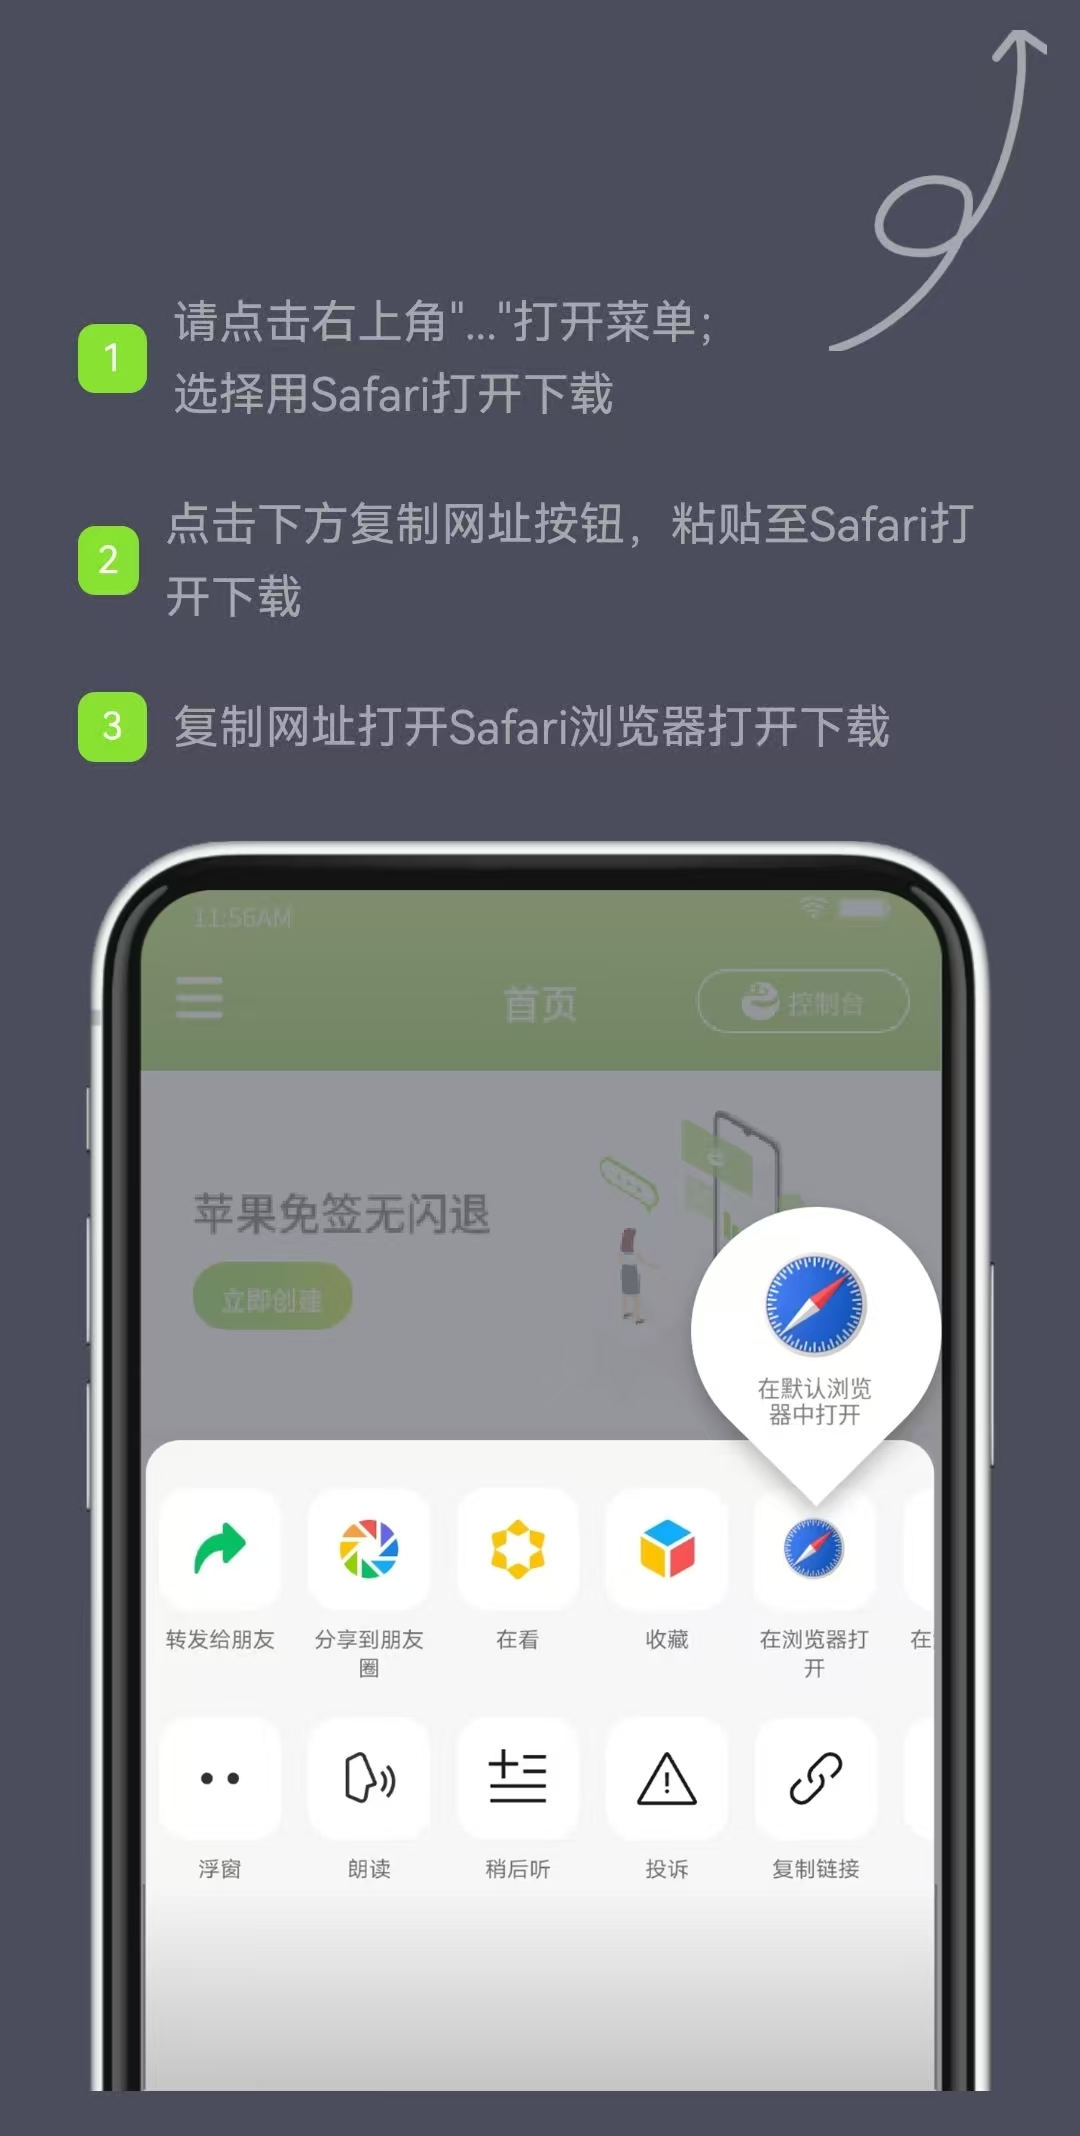 1
请点击右上角"..."打开菜单;
选择用Safari打开下载
2
点击下方复制网址按钮，粘贴至Safari打
开下载
3
复制网址打开Safari浏览器打开下载
11:56AM
首页
控制台
苹果免签无闪退
立即创建
在默认浏览
器中打开
转发给朋友
分享到朋友
圈
在看
收藏
在浏览器打
开
在
浮窗
朗读
稍后听
投诉
复制链接